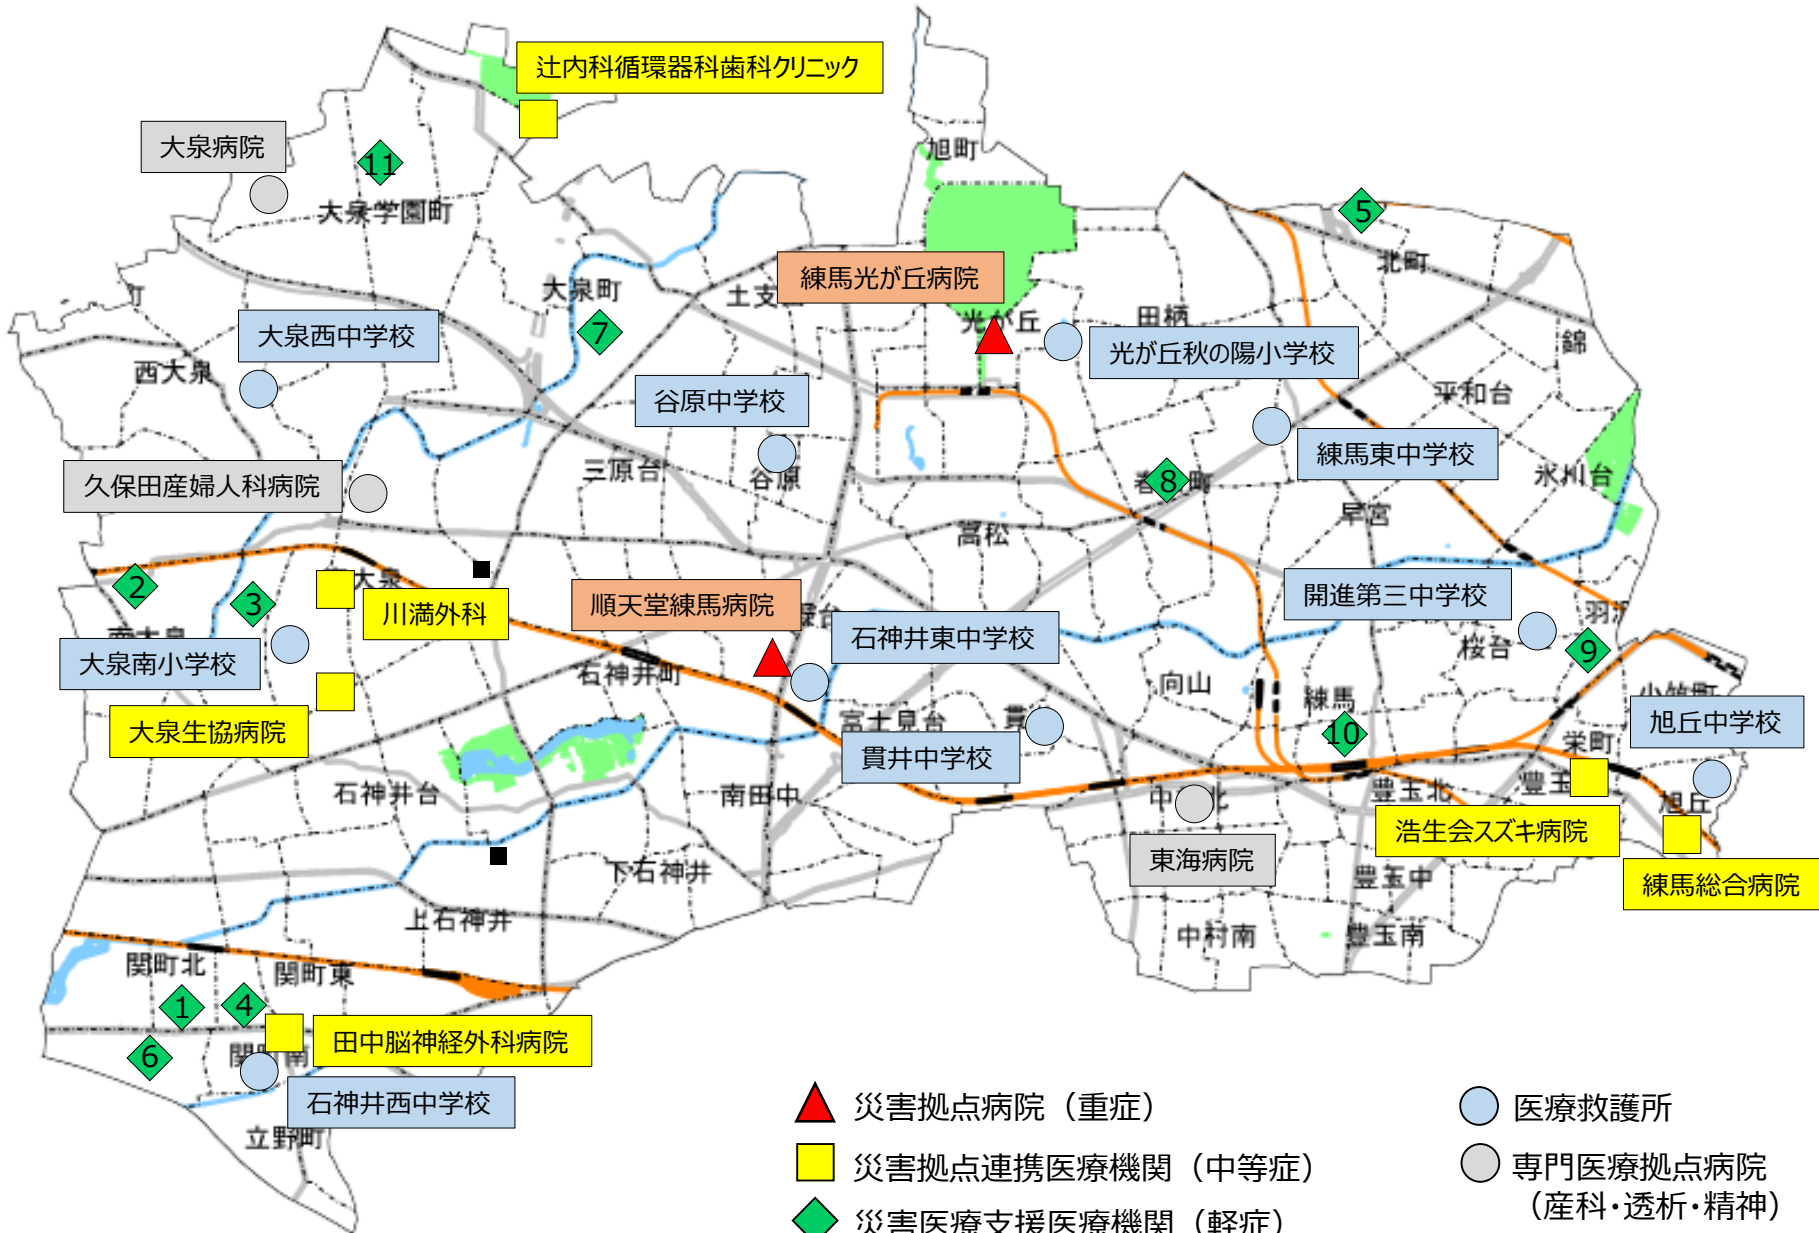 辻内科循環器科歯科クリニック
大泉病院
11
大泉学園町
旭町
5
北町
練馬光が丘病院
大泉町
土支
7
光が丘
田柄
光が丘秋の陽小学校
錦
大泉西中学校
西大泉
谷原中学校
平和台
練馬東中学校
三原台
谷原
8
町
氷川台
久保田産婦人科病院
早宮
高松
2
3
大泉
川満外科
順天堂練馬病院
石神井東中学校
開進第三中学校
桜台
9
大泉南小学校
石神井町
向山
練馬
大泉生協病院
富士見台
貫井中学校
10
栄町
旭丘中学校
石神井台
南田中
豊玉北
旭丘
浩生会スズキ病院
東海病院
下石神井
豊玉中
練馬総合病院
上石神井
中村南
豊玉南
関町北
関町東
1
4
6
田中脳神経外科病院
石神井西中学校
立野町
災害拠点病院（重症）
医療救護所
災害拠点連携医療機関（中等症）
専門医療拠点病院
（産科・透析・精神）
災害医療支援医療機関（軽症）